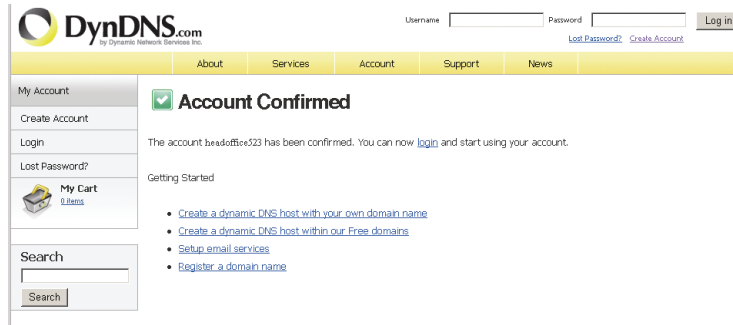 DynDNS.com
by Dynamic Network Services Inc.
Username
Password
Log in
Lost Password? Create Account
About Services Account Support News
My Account
Create Account
Login
Lost Password?
My Cart
0 items
Search
Search
Account Confirmed
The account headoffice523 has been confirmed. You can now login and start using your account.
Getting Started
Create a dynamic DNS host with your own domain name
Create a dynamic DNS host within our Free domains
Setup email services
Register a domain name